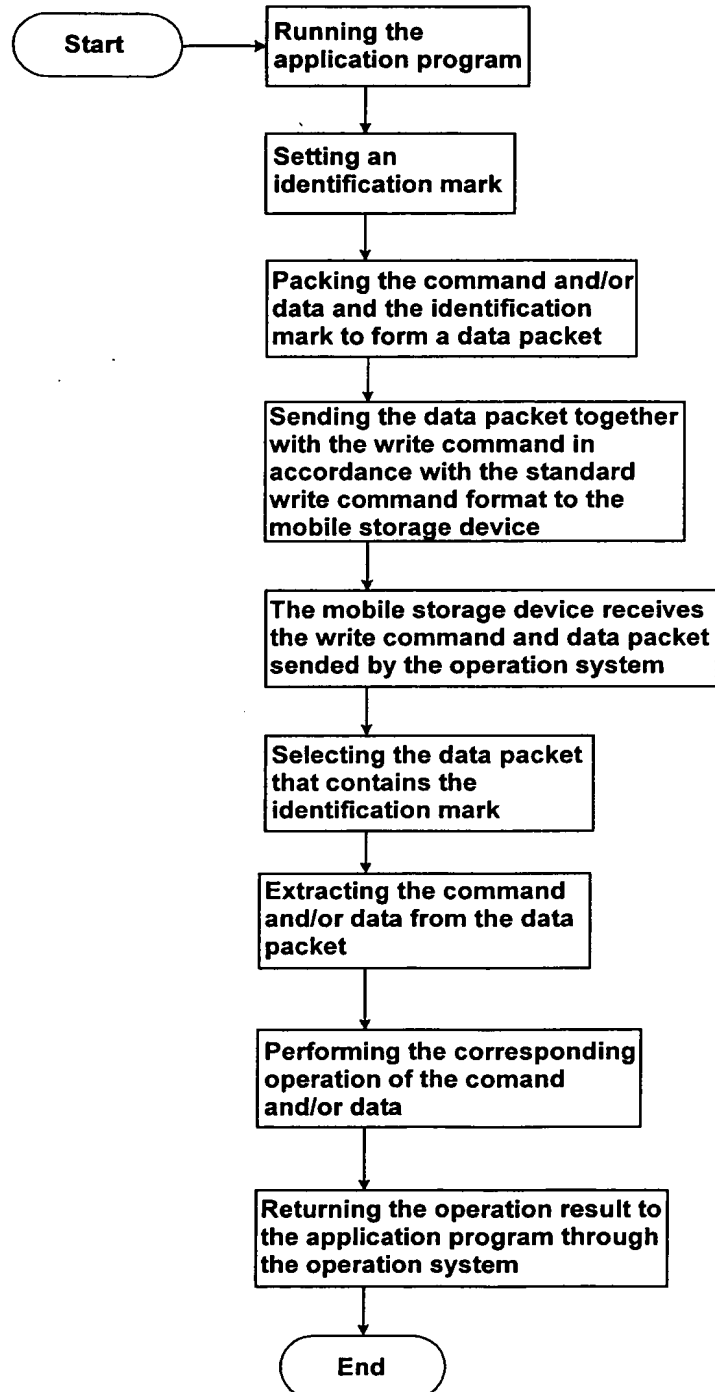 Start
Running the
application program
Setting an
identification mark
Packing the command and/or
data and the identification
mark to form a data packet
Sending the data packet together
with the write command in
accordance with the standard
write command format to the
mobile storage device
The mobile storage device receives
the write command and data packet
sended by the operation system
Selecting the data packet
that contains the
identification mark
Extracting the command
and/or data from the data
packet
Performing the corresponding
operation of the comand
and/or data
Returning the operation result to
the application program through
the operation system
End